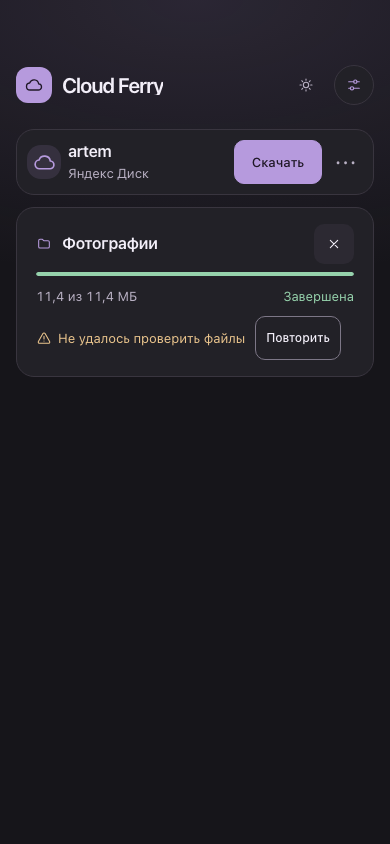 Cloud Ferry
artem
Яндекс Диск
Скачать
Фотографии
11,4 из 11,4 МБ
Завершена
Не удалось проверить файлы
Повторить